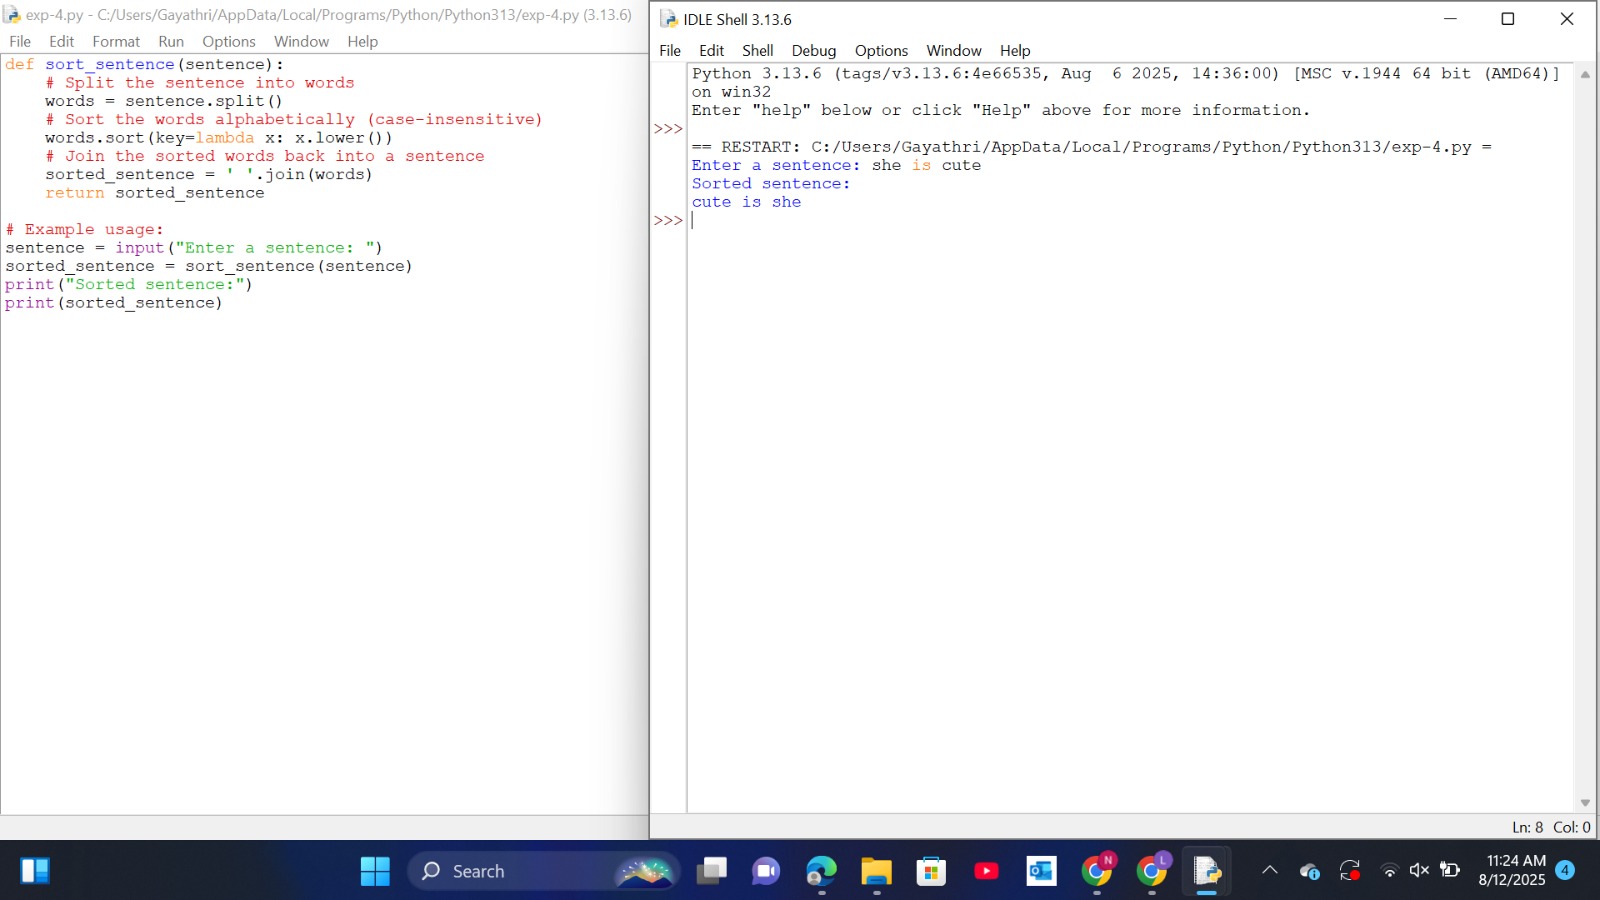 exp-4.py - C:/Users/Gayathri/AppData/Local/Programs/Python/Python313/exp-4.py (3.13.6)
File Edit Format Run Options Window Help
def sort_sentence(sentence):
    # Split the sentence into words
    words = sentence.split()
    # Sort the words alphabetically (case-insensitive)
    words.sort(key=lambda x: x.lower())
    # Join the sorted words back into a sentence
    sorted_sentence = ' '.join(words)
    return sorted_sentence

# Example usage:
sentence = input("Enter a sentence: ")
sorted_sentence = sort_sentence(sentence)
print("Sorted sentence:")
print(sorted_sentence)
IDLE Shell 3.13.6
File Edit Shell Debug Options Window Help
Python 3.13.6 (tags/v3.13.6:4e66535, Aug  6 2025, 14:36:00) [MSC v.1944 64 bit (AMD64)]
on win32
Enter "help" below or click "Help" above for more information.
>>>
== RESTART: C:/Users/Gayathri/AppData/Local/Programs/Python/Python313/exp-4.py =
Enter a sentence: she is cute
Sorted sentence:
cute is she
>>>
Ln: 8 Col: 0
Search
N
L
11:24 AM
8/12/2025
4